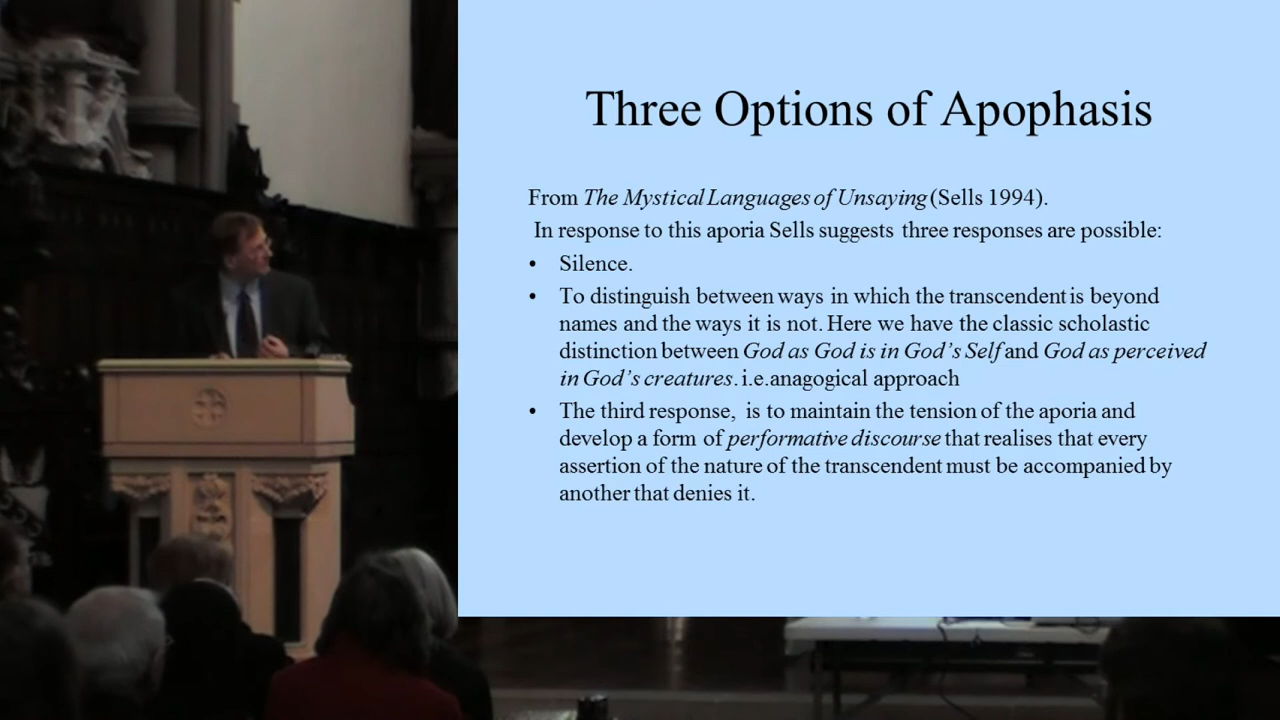 Three Options of Apophasis
From The Mystical Languages of Unsaying (Sells 1994).
In response to this aporia Sells suggests three responses are possible:
• Silence.
• To distinguish between ways in which the transcendent is beyond
names and the ways it is not. Here we have the classic scholastic
distinction between God as God is in God's Self and God as perceived
in God's creatures. i.e.anagogical approach
• The third response, is to maintain the tension of the aporia and
develop a form of performative discourse that realises that every
assertion of the nature of the transcendent must be accompanied by
another that denies it.